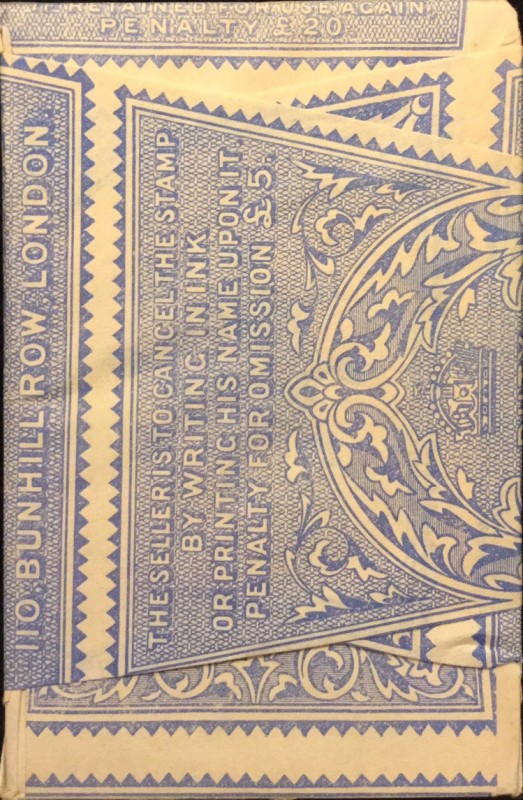 PENALTY £20.
110. BUNHILL ROW, LONDON.
THE SELLER IS TO CANCEL THE STAMP
BY WRITING IN INK
OR PRINTING HIS NAME UPON IT.
PENALTY FOR OMISSION £5.